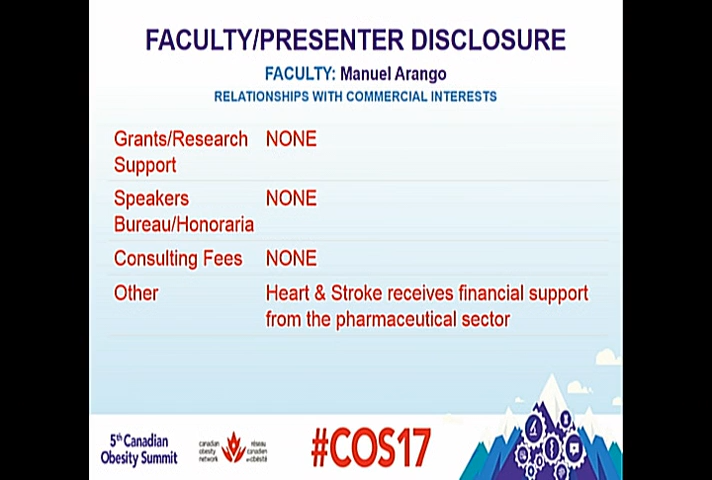 FACULTY/PRESENTER DISCLOSURE
FACULTY: Manuel Arango
RELATIONSHIPS WITH COMMERCIAL INTERESTS
Grants/Research NONE
Support
Speakers NONE
Bureau/Honoraria
Consulting Fees NONE
Other Heart & Stroke receives financial support
from the pharmaceutical sector
5th Canadian
Obesity Summit
canadian
obesity
network
réseau
canadien
en obésité
#COS17